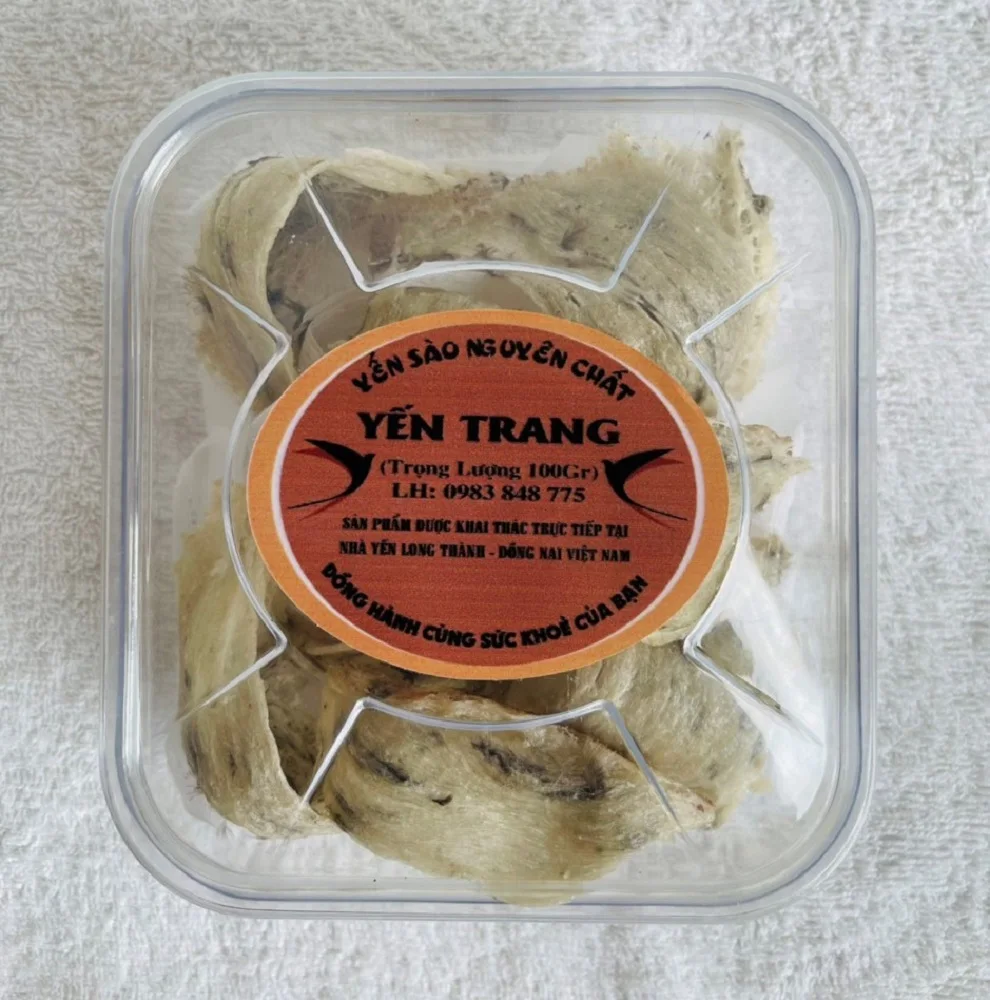 YẾN SÀO NGUYÊN CHẤT
YẾN TRANG
(Trọng Lượng 100Gr)
LH: 0983 848 775
SẢN PHẨM ĐƯỢC KHAI THÁC TRỰC TIẾP TẠI
NHÀ YẾN LONG THÀNH - ĐỒNG NAI VIỆT NAM
ĐỒNG HÀNH CÙNG SỨC KHOẺ CỦA BẠN